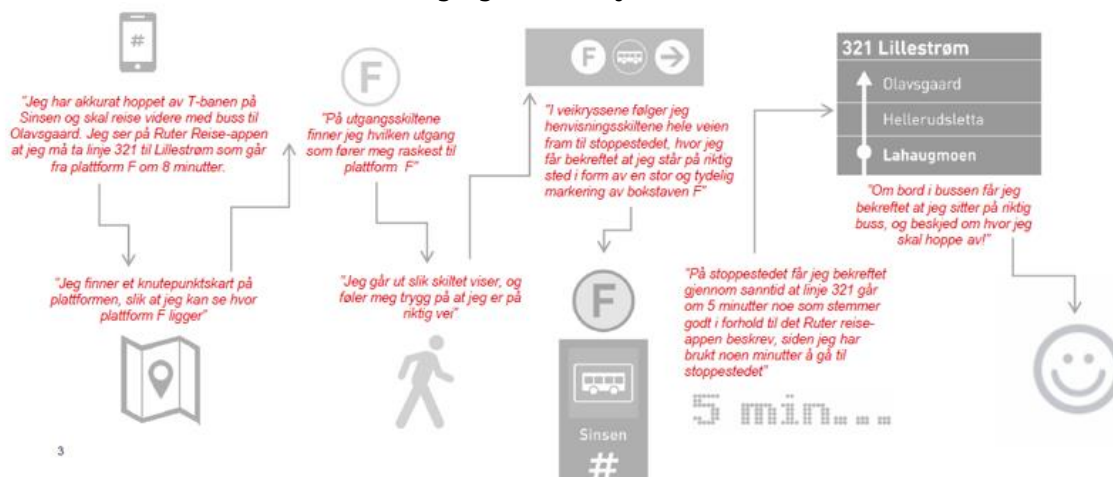 #
"Jeg har akkurat hoppet av T-banen på
Sinsen og skal reise videre med buss til
Olavsgaard. Jeg ser på Ruter Reise-appen
at jeg må ta linje 321 til Lillestrøm som går
fra plattform F om 8 minutter.
"Jeg finner et knutepunktskart på
plattformen, slik at jeg kan se hvor
plattform F ligger"
F
"På utgangsskiltene
finner jeg hvilken utgang
som fører meg raskest til
plattform F"
"Jeg går ut slik skiltet viser, og
føler meg trygg på at jeg er på
riktig vei"
F
"I veikryssene følger jeg
henvisningsskiltene hele veien
fram til stoppestedet, hvor jeg
får bekreftet at jeg står på riktig
sted i form av en stor og tydelig
markering av bokstaven F"
F
Sinsen
#
"På stoppestedet får jeg bekreftet
gjennom sanntid at linje 321 går
om 5 minutter noe som stemmer
godt i forhold til det Ruter reise-
appen beskrev, siden jeg har
brukt noen minutter å gå til
stoppestedet"
5 min...
321 Lillestrøm
Olavsgaard
Hellerudsletta
Lahaugmoen
"Om bord i bussen får jeg
bekreftet at jeg sitter på riktig
buss, og beskjed om hvor jeg
skal hoppe av!"
3